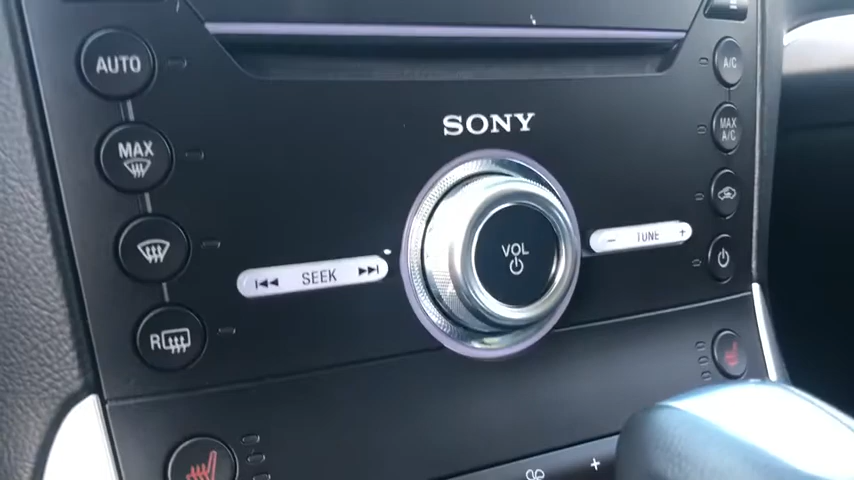 AUTO
A/C
SONY
MAX
MAX
A/C
VOL
− TUNE +
SEEK
R
+